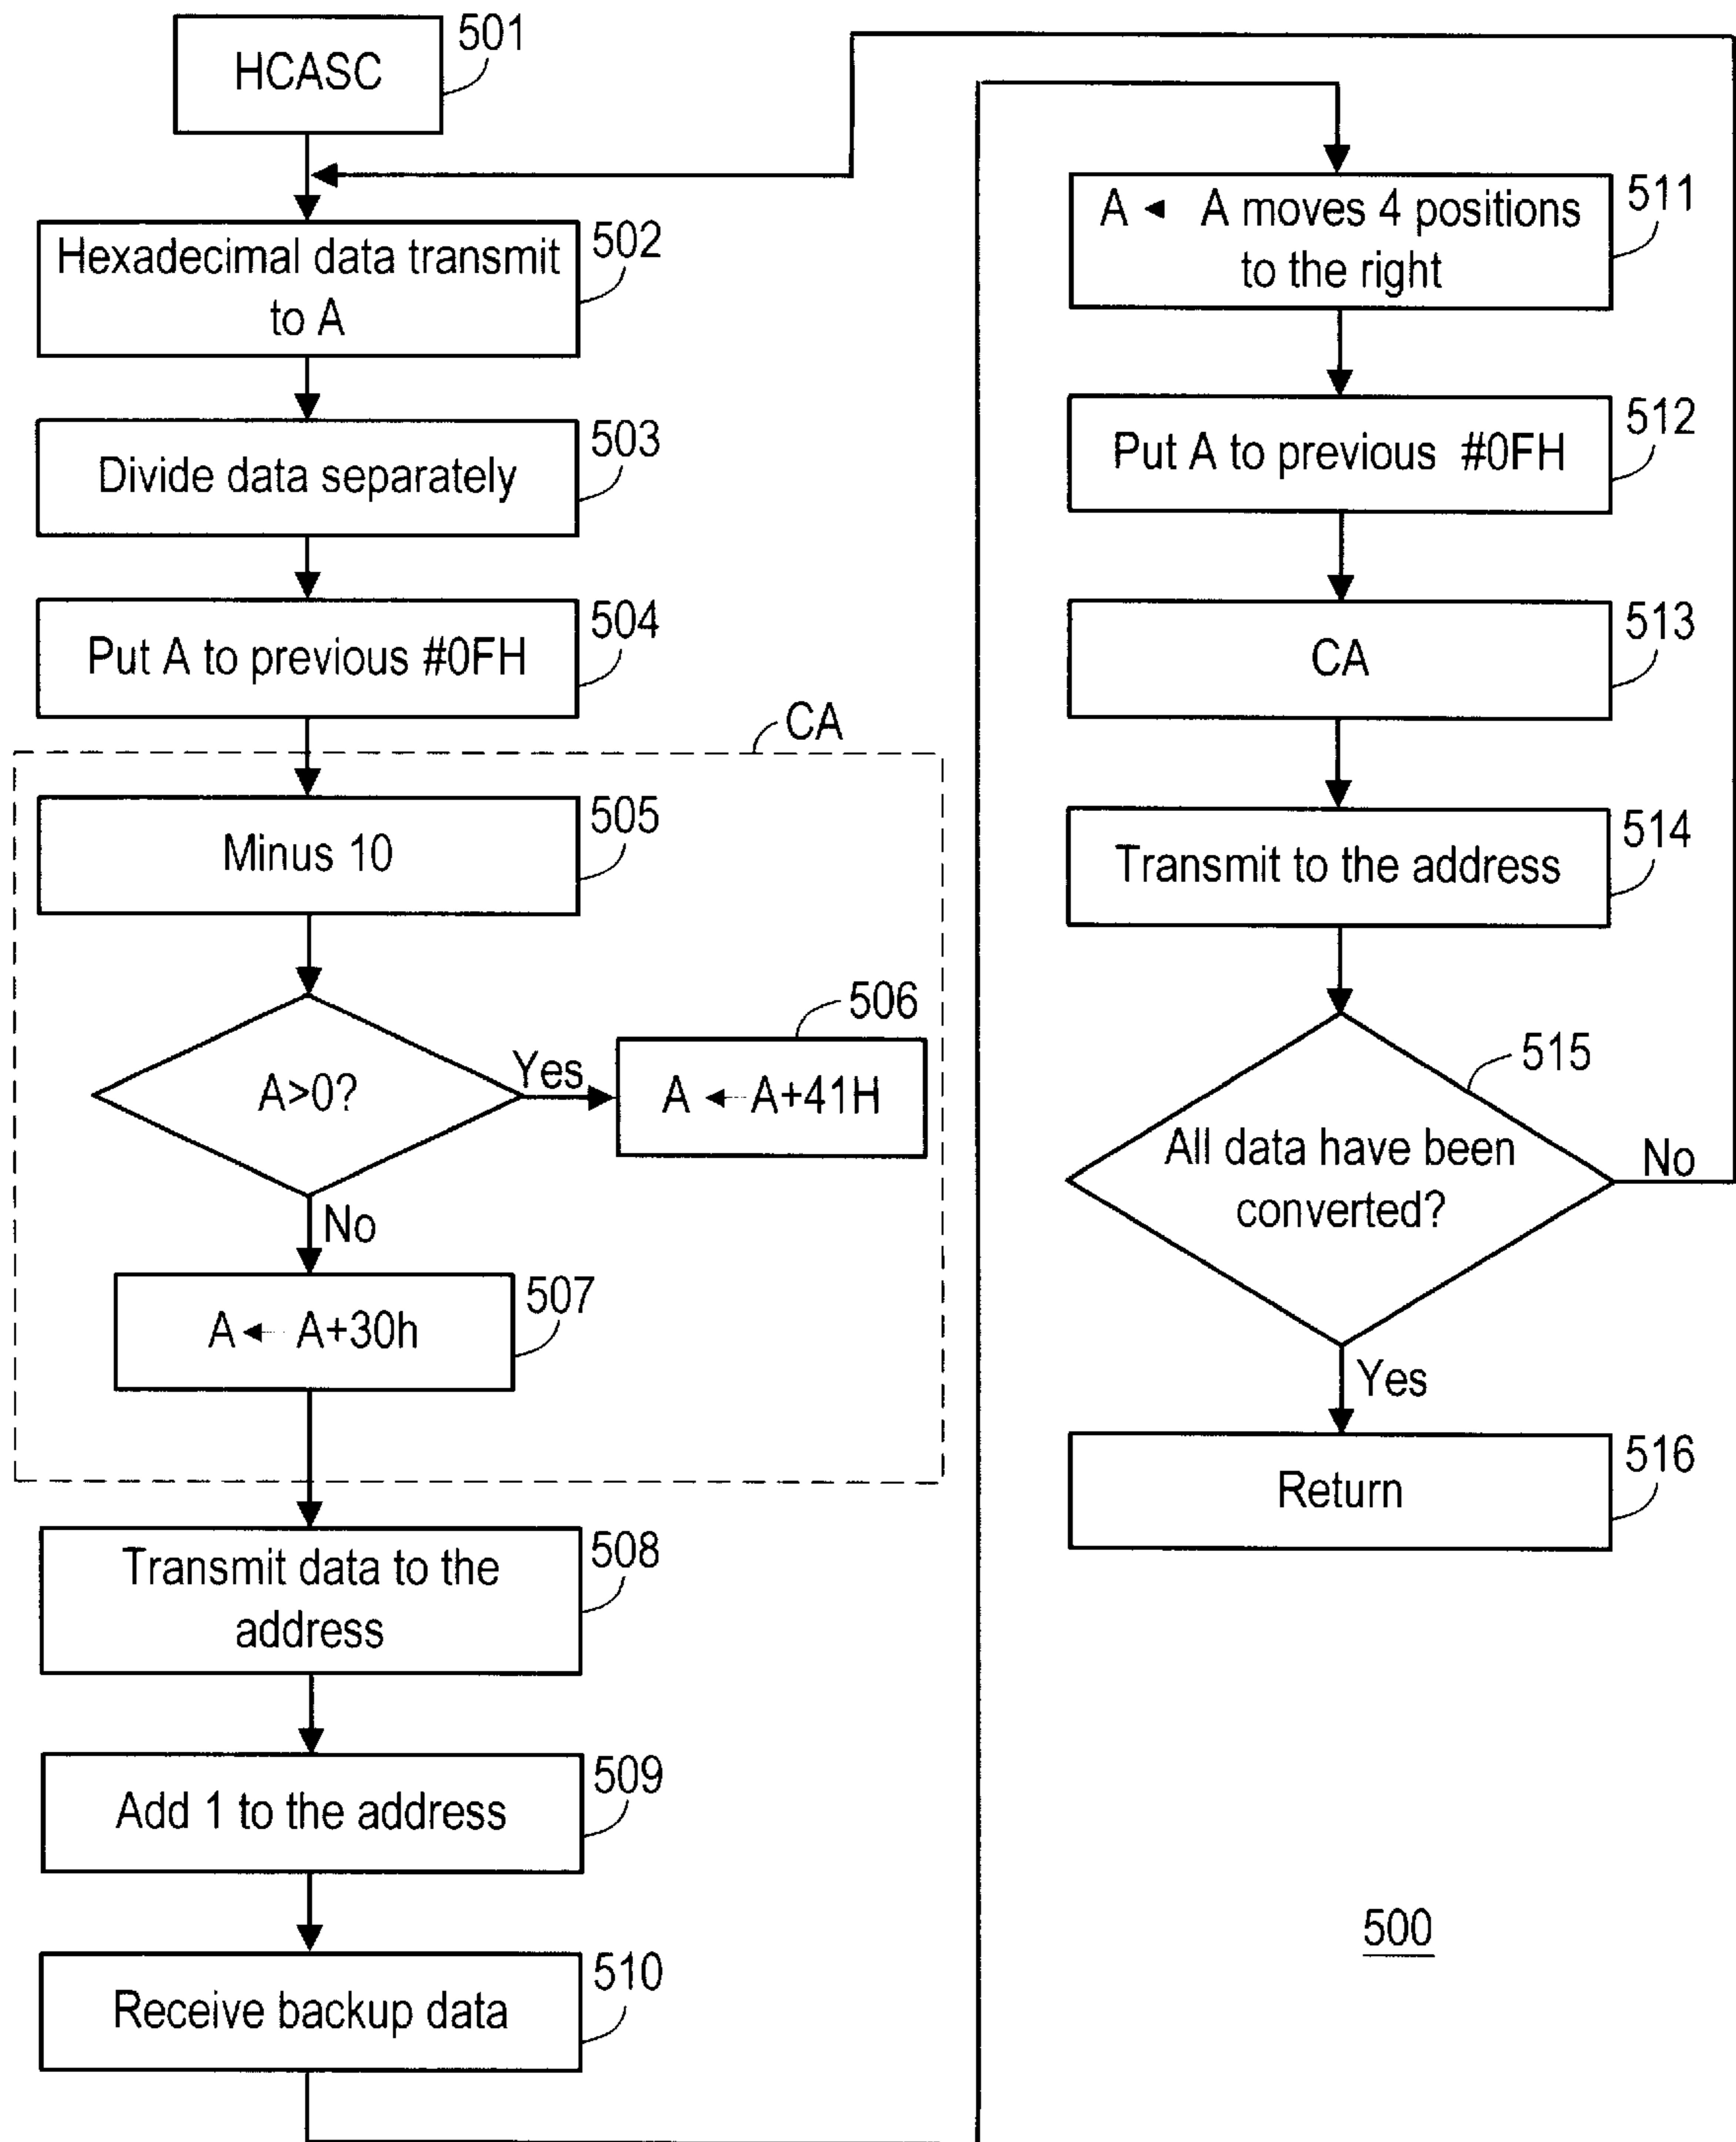 HCASC
501
Hexadecimal data transmit
to A
502
Divide data separately
503
Put A to previous #0FH
504
CA
Minus 10
505
A>0?
Yes
506
A ← A+41H
No
A ← A+30h
507
Transmit data to the
address
508
Add 1 to the address
509
Receive backup data
510
A ◄ A moves 4 positions
to the right
511
Put A to previous #0FH
512
CA
513
Transmit to the address
514
515
All data have been
converted?
No
Yes
Return
516
500